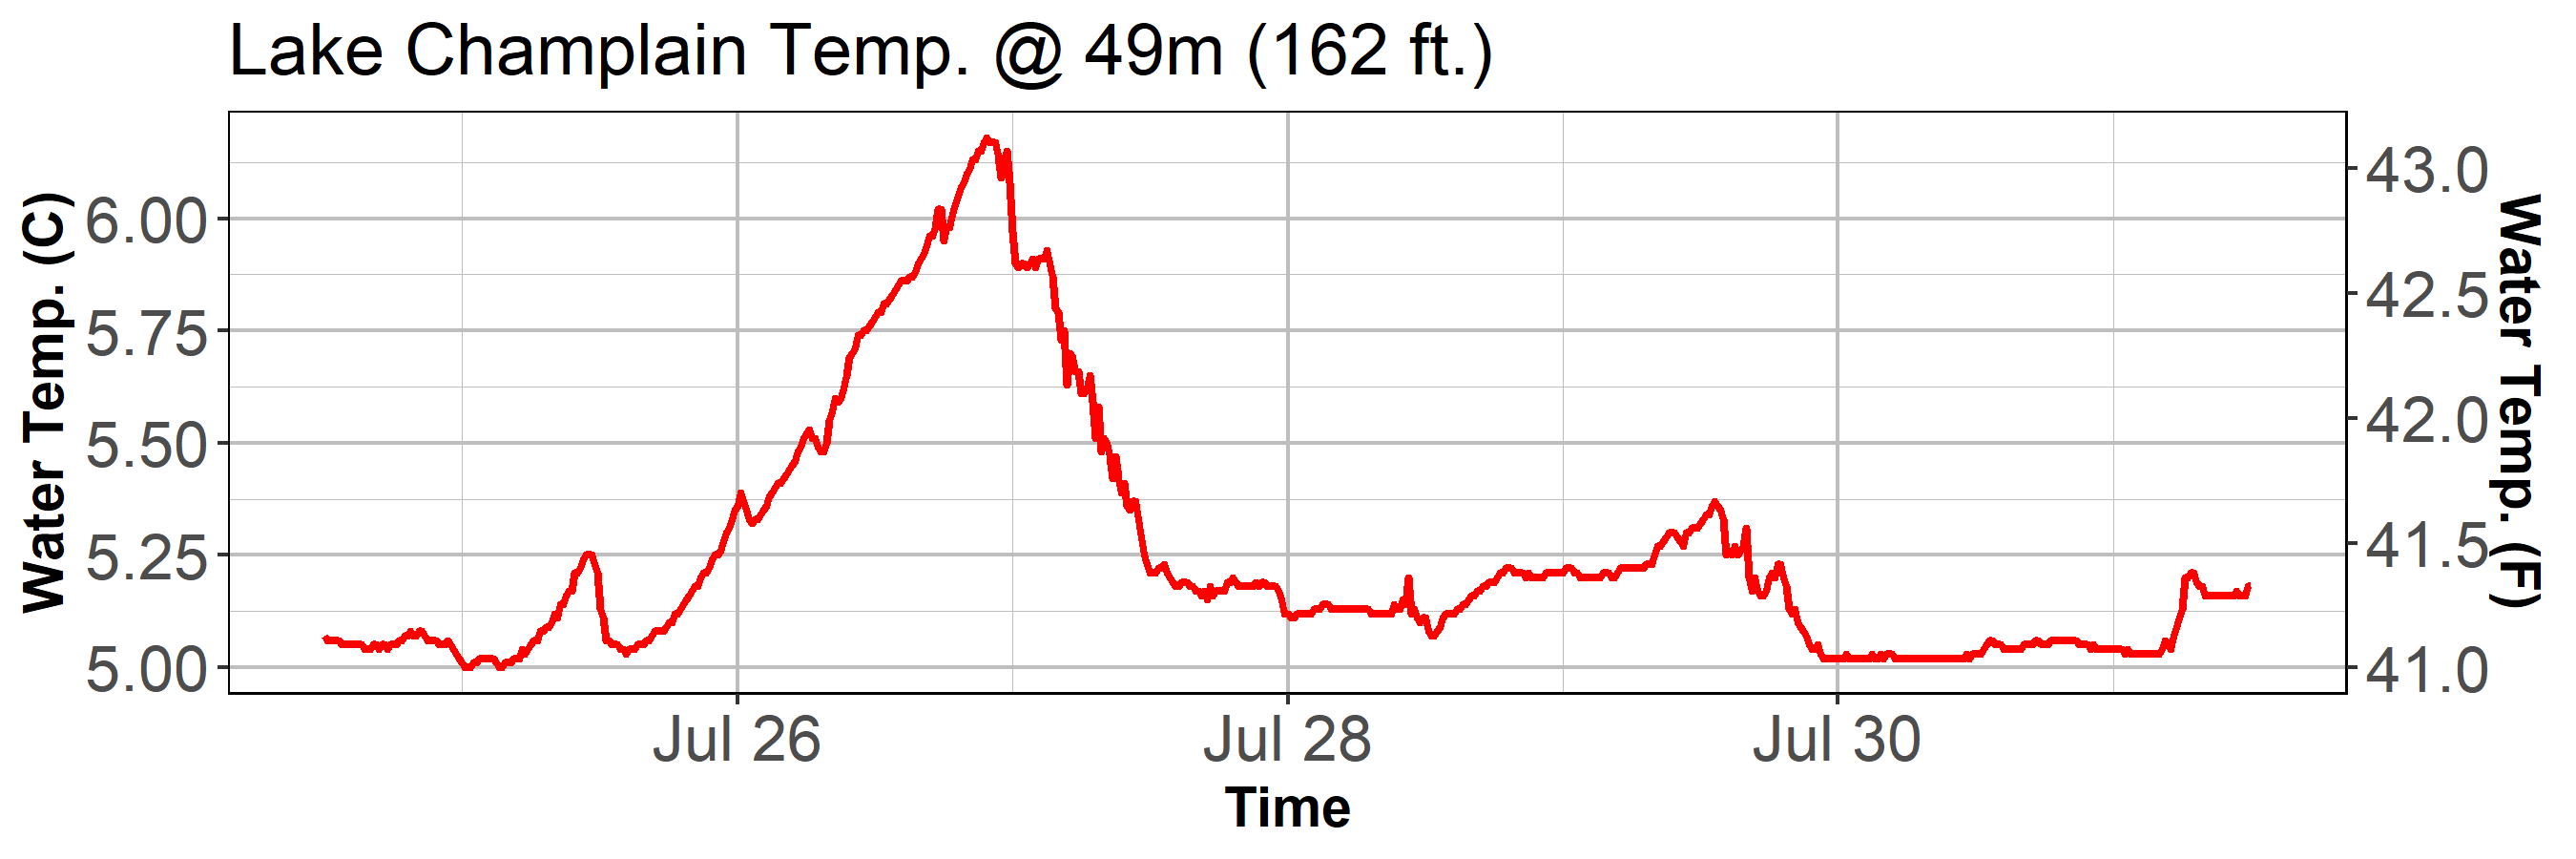 Lake Champlain Temp. @ 49m (162 ft.)
Water Temp. (C)
6.00
5.75
5.50
5.25
5.00
43.0
42.5
42.0
41.5
41.0
Water Temp. (F)
Jul 26 Jul 28 Jul 30
Time